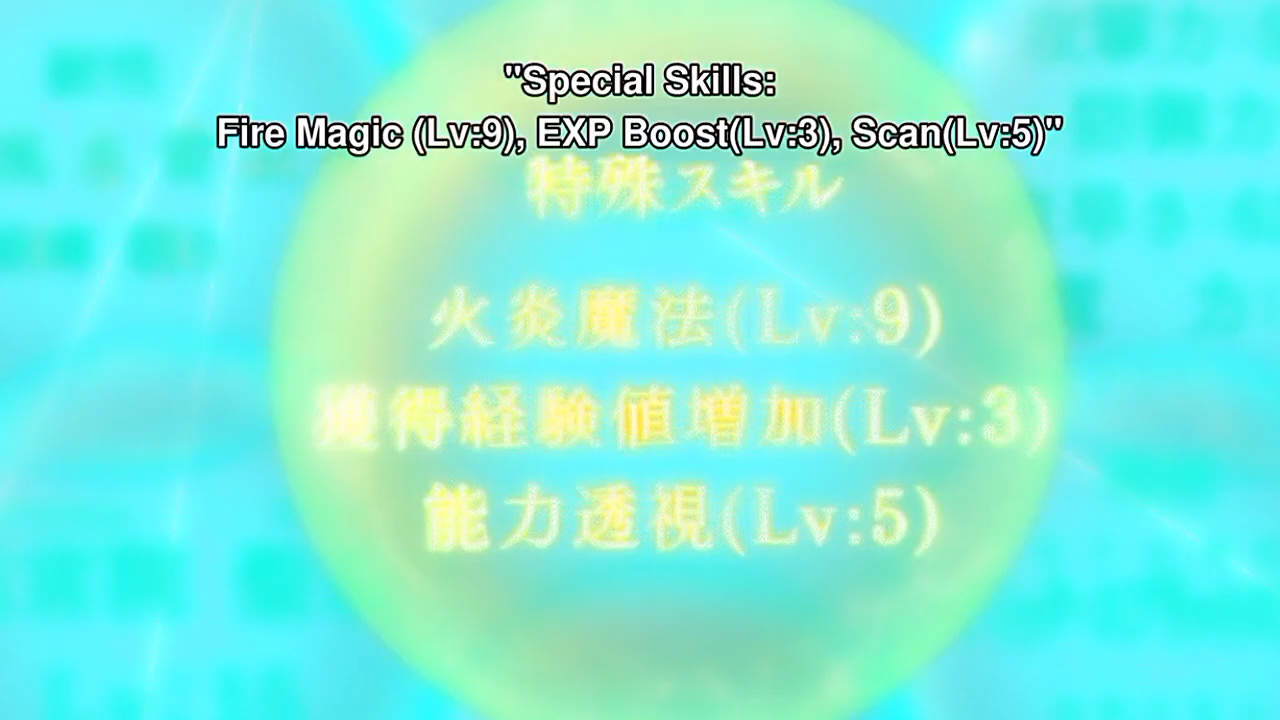 "Special Skills:
Fire Magic (Lv:9), EXP Boost(Lv:3), Scan(Lv:5)"
特殊スキル
火炎魔法(Lv:9)
獲得経験値増加(Lv:3)
能力透視(Lv:5)